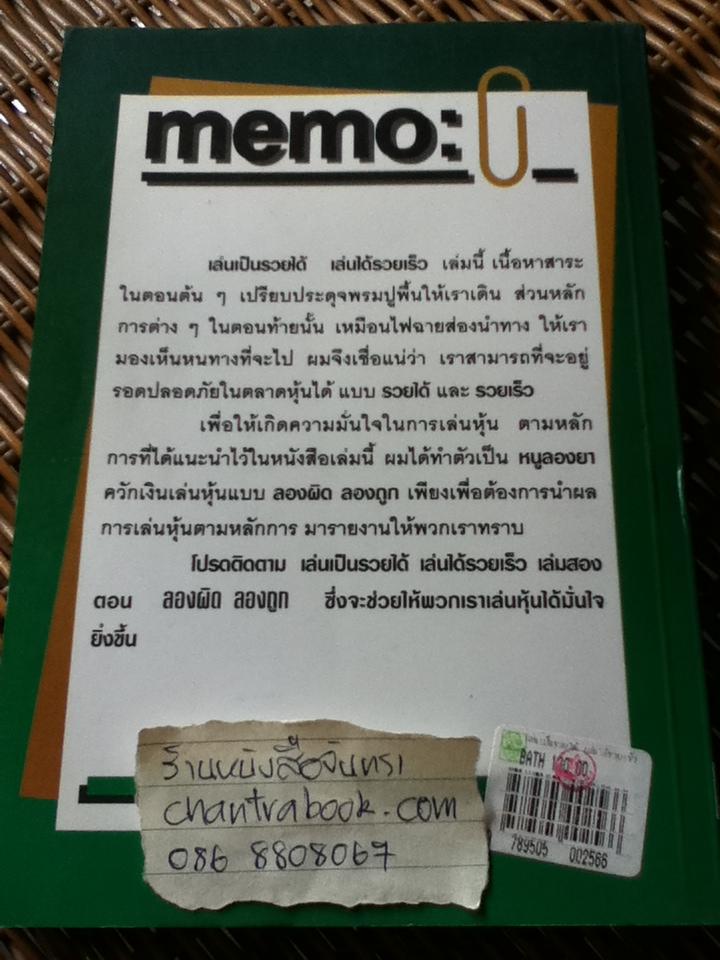 memo:
เล่นเป็นรวยได้ เล่นได้รวยเร็ว เล่มนี้ เนื้อหาสาระ
ในตอนต้น ๆ เปรียบประดุจพรมปูพื้นให้เราเดิน ส่วนหลัก
การต่าง ๆ ในตอนท้ายนั้น เหมือนไฟฉายส่องนำทาง ให้เรา
มองเห็นหนทางที่จะไป ผมจึงเชื่อแน่ว่า เราสามารถที่จะอยู่
รอดปลอดภัยในตลาดหุ้นได้ แบบ รวยได้ และ รวยเร็ว
เพื่อให้เกิดความมั่นใจในการเล่นหุ้น ตามหลัก
การที่ได้แนะนำไว้ในหนังสือเล่มนี้ ผมได้ทำตัวเป็น หนูลองยา
ควักเงินเล่นหุ้นแบบ ลองผิด ลองถูก เพียงเพื่อต้องการนำผล
การเล่นหุ้นตามหลักการ มารายงานให้พวกเราทราบ
โปรดติดตาม เล่นเป็นรวยได้ เล่นได้รวยเร็ว เล่มสอง
ตอน ลองผิด ลองถูก ซึ่งจะช่วยให้พวกเราเล่นหุ้นได้มั่นใจ
ยิ่งขึ้น
ร้านหนังสือจันทรา
chantrabook.com
086 8808067
BATH
789505 002566